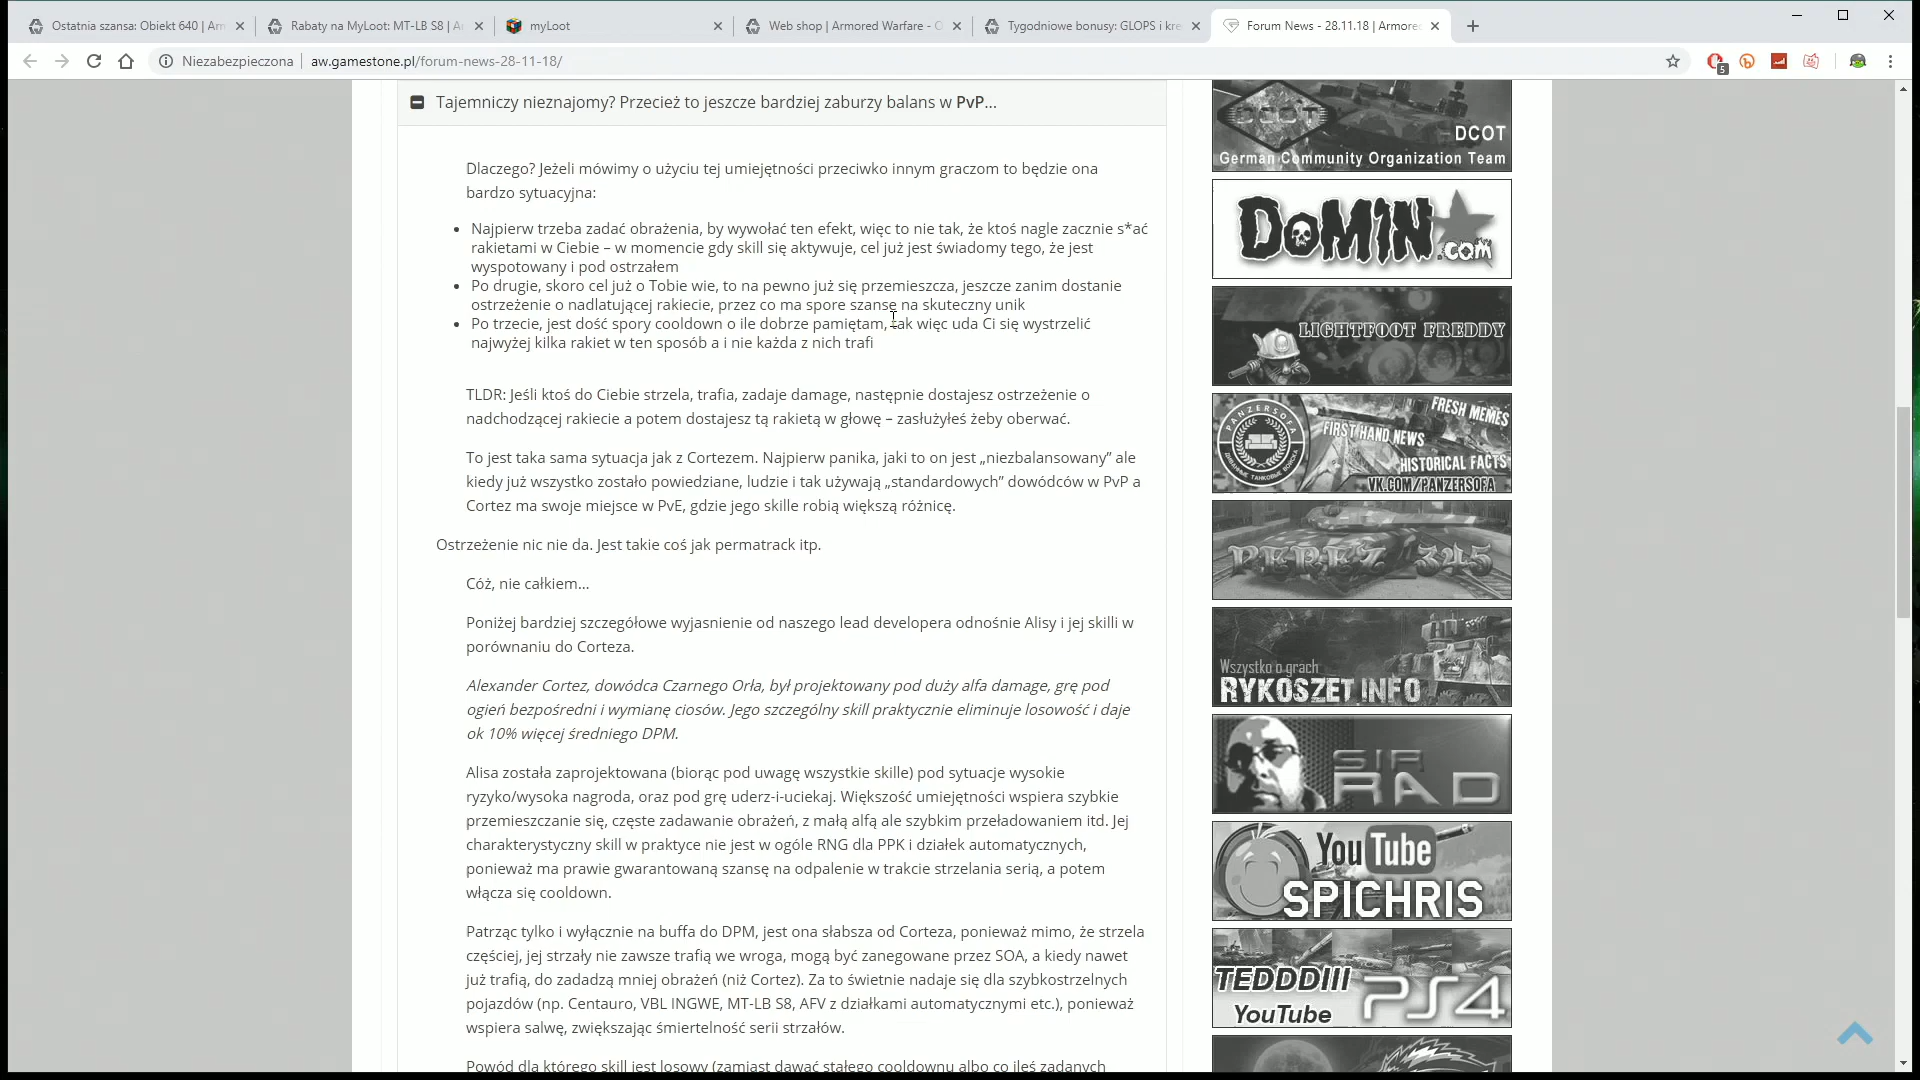 Ostatnia szansa: Obiekt 640 | Arm
Rabaty na MyLoot: MT-LB S8 | Ar
myLoot
Web shop | Armored Warfare - O
Tygodniowe bonusy: GLOPS i kre
Forum News - 28.11.18 | Armored
Niezabezpieczona
aw.gamestone.pl/forum-news-28-11-18/
5
Tajemniczy nieznajomy? Przecież to jeszcze bardziej zaburzy balans w PvP...
Dlaczego? Jeżeli mówimy o użyciu tej umiejętności przeciwko innym graczom to będzie ona
bardzo sytuacyjna:
Najpierw trzeba zadać obrażenia, by wywołać ten efekt, więc to nie tak, że ktoś nagle zacznie s*ać
rakietami w Ciebie – w momencie gdy skill się aktywuje, cel już jest świadomy tego, że jest
wyspotowany i pod ostrzałem
Po drugie, skoro cel już o Tobie wie, to na pewno już się przemieszcza, jeszcze zanim dostanie
ostrzeżenie o nadlatującej rakiecie, przez co ma spore szanse na skuteczny unik
Po trzecie, jest dość spory cooldown o ile dobrze pamiętam, tak więc uda Ci się wystrzelić
najwyżej kilka rakiet w ten sposób a i nie każda z nich trafi
TLDR: Jeśli ktoś do Ciebie strzela, trafia, zadaje damage, następnie dostajesz ostrzeżenie o
nadchodzącej rakiecie a potem dostajesz tą rakietą w głowę – zasłużyłeś żeby oberwać.
To jest taka sama sytuacja jak z Cortezem. Najpierw panika, jaki to on jest „niezbalansowany” ale
kiedy już wszystko zostało powiedziane, ludzie i tak używają „standardowych” dowódców w PvP a
Cortez ma swoje miejsce w PvE, gdzie jego skille robią większą różnicę.
Ostrzeżenie nic nie da. Jest takie coś jak permatrack itp.
Cóż, nie całkiem...
Poniżej bardziej szczegółowe wyjasnienie od naszego lead developera odnośnie Alisy i jej skilli w
porównaniu do Corteza.
Alexander Cortez, dowódca Czarnego Orła, był projektowany pod duży alfa damage, grę pod
ogień bezpośredni i wymianę ciosów. Jego szczególny skill praktycznie eliminuje losowość i daje
ok 10% więcej średniego DPM.
Alisa została zaprojektowana (biorąc pod uwagę wszystkie skille) pod sytuacje wysokie
ryzyko/wysoka nagroda, oraz pod grę uderz-i-uciekaj. Większość umiejętności wspiera szybkie
przemieszczanie się, częste zadawanie obrażeń, z małą alfą ale szybkim przeładowaniem itd. Jej
charakterystyczny skill w praktyce nie jest w ogóle RNG dla PPK i działek automatycznych,
ponieważ ma prawie gwarantowaną szansę na odpalenie w trakcie strzelania serią, a potem
włącza się cooldown.
Patrząc tylko i wyłącznie na buffa do DPM, jest ona słabsza od Corteza, ponieważ mimo, że strzela
częściej, jej strzały nie zawsze trafią we wroga, mogą być zanegowane przez SOA, a kiedy nawet
już trafią, do zadadzą mniej obrażeń (niż Cortez). Za to świetnie nadaje się dla szybkostrzelnych
pojazdów (np. Centauro, VBL INGWE, MT-LB S8, AFV z działkami automatycznymi etc.), ponieważ
wspiera salwę, zwiększając śmiertelność serii strzałów.
Powód dla którego skill jest losowy (zamiast dawać stałego cooldownu albo co ileś zadanych
DCOT
DCOT
German Community Organization Team
DOMIN
.COM
LIGHTFOOT FREDDY
PANZERSOFA
FRESH MEMES
FIRST HAND NEWS
HISTORICAL FACTS
VK.COM/PANZERSOFA
PEREZ 345
Wszystko o grach
RYKOSZET INFO
SIR
RAD
YouTube
SPICHRIS
TEDDDIII
YouTube
PS4